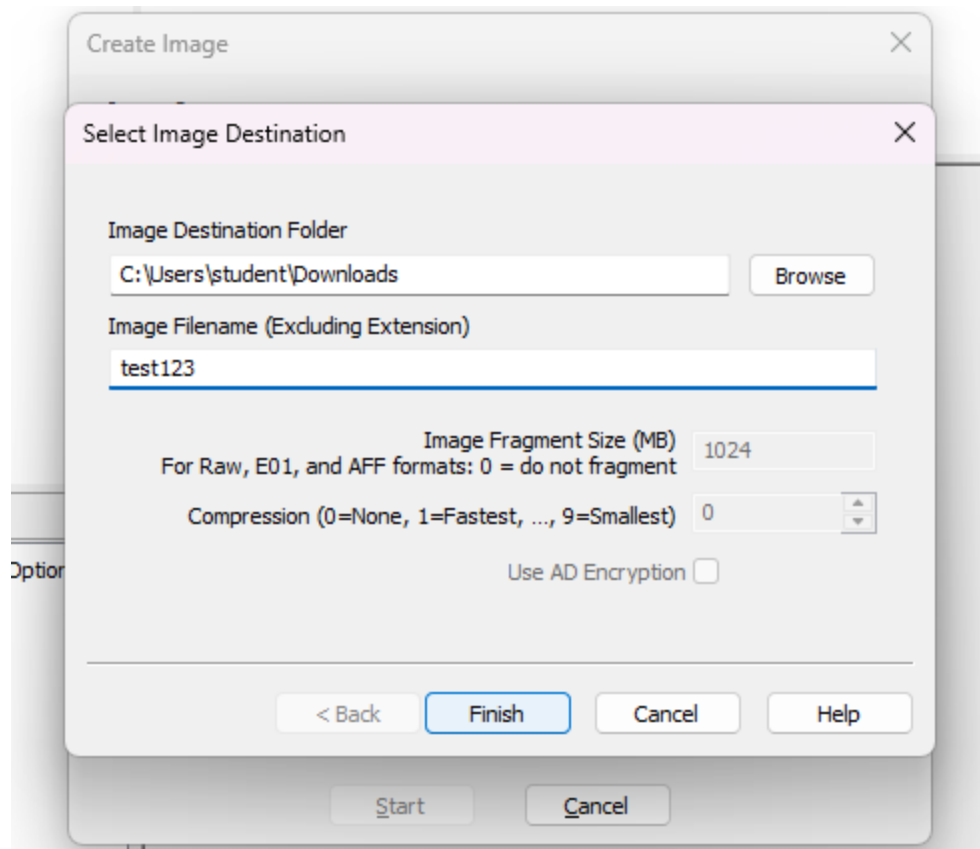 Create Image
Select Image Destination
Image Destination Folder
C:\Users\student\Downloads
Browse
Image Filename (Excluding Extension)
test123
Image Fragment Size (MB)
1024
For Raw, E01, and AFF formats: 0 = do not fragment
Compression (0=None, 1=Fastest, ..., 9=Smallest)
0
Use AD Encryption
< Back
Finish
Cancel
Help
Start
Cancel